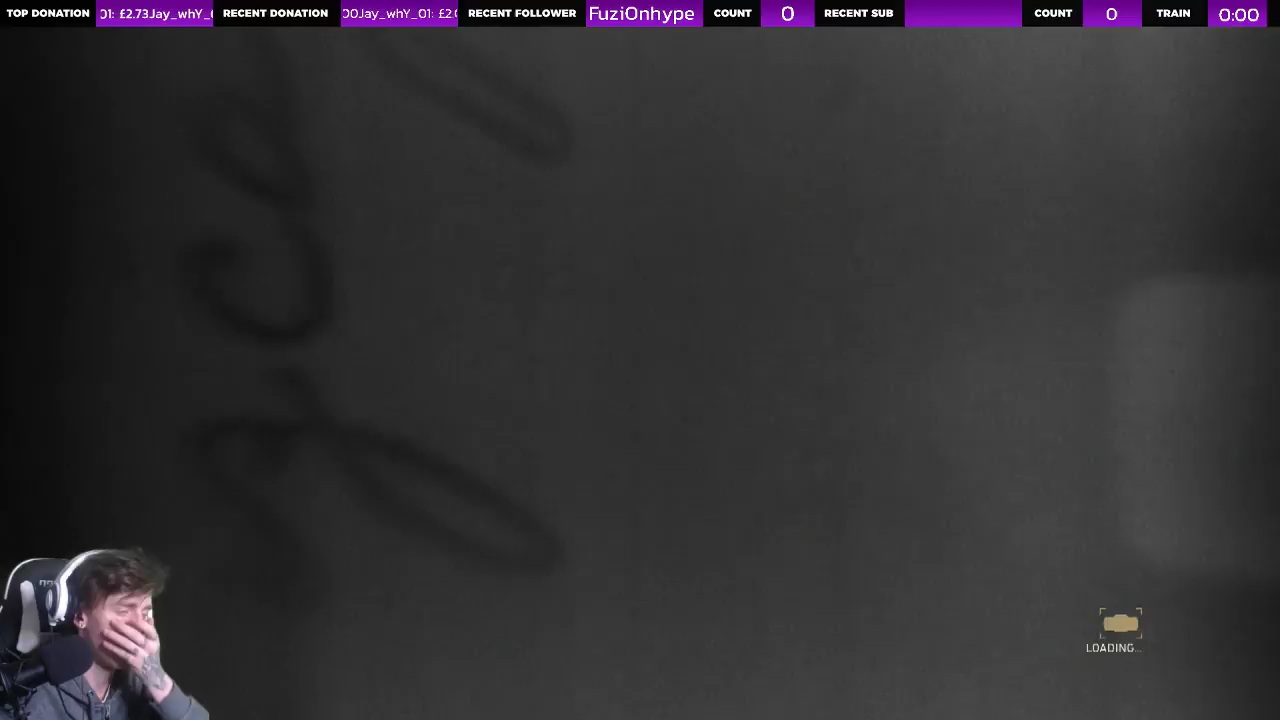 TOP DONATION 01: £2.73Jay_whY_ RECENT DONATION 00Jay_whY_01: £2. RECENT FOLLOWER FuziOnhype COUNT 0 RECENT SUB COUNT 0 TRAIN 0:00
LOADING...